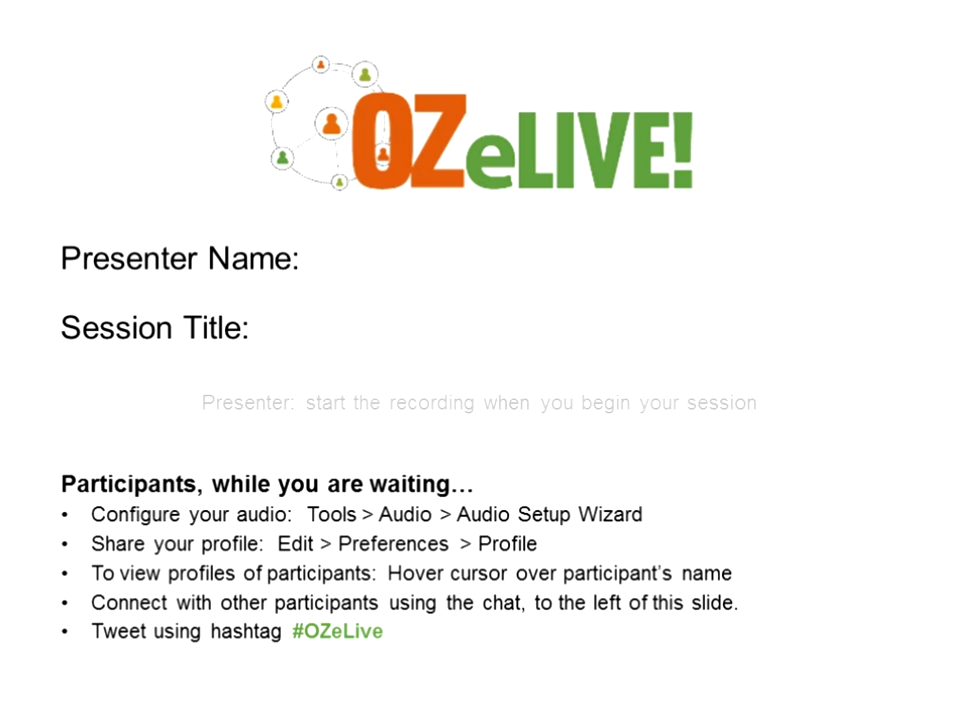 OZeLIVE!
Presenter Name:
Session Title:
Presenter: start the recording when you begin your session
Participants, while you are waiting…
• Configure your audio: Tools > Audio > Audio Setup Wizard
• Share your profile: Edit > Preferences > Profile
• To view profiles of participants: Hover cursor over participant's name
• Connect with other participants using the chat, to the left of this slide.
• Tweet using hashtag #OZeLive